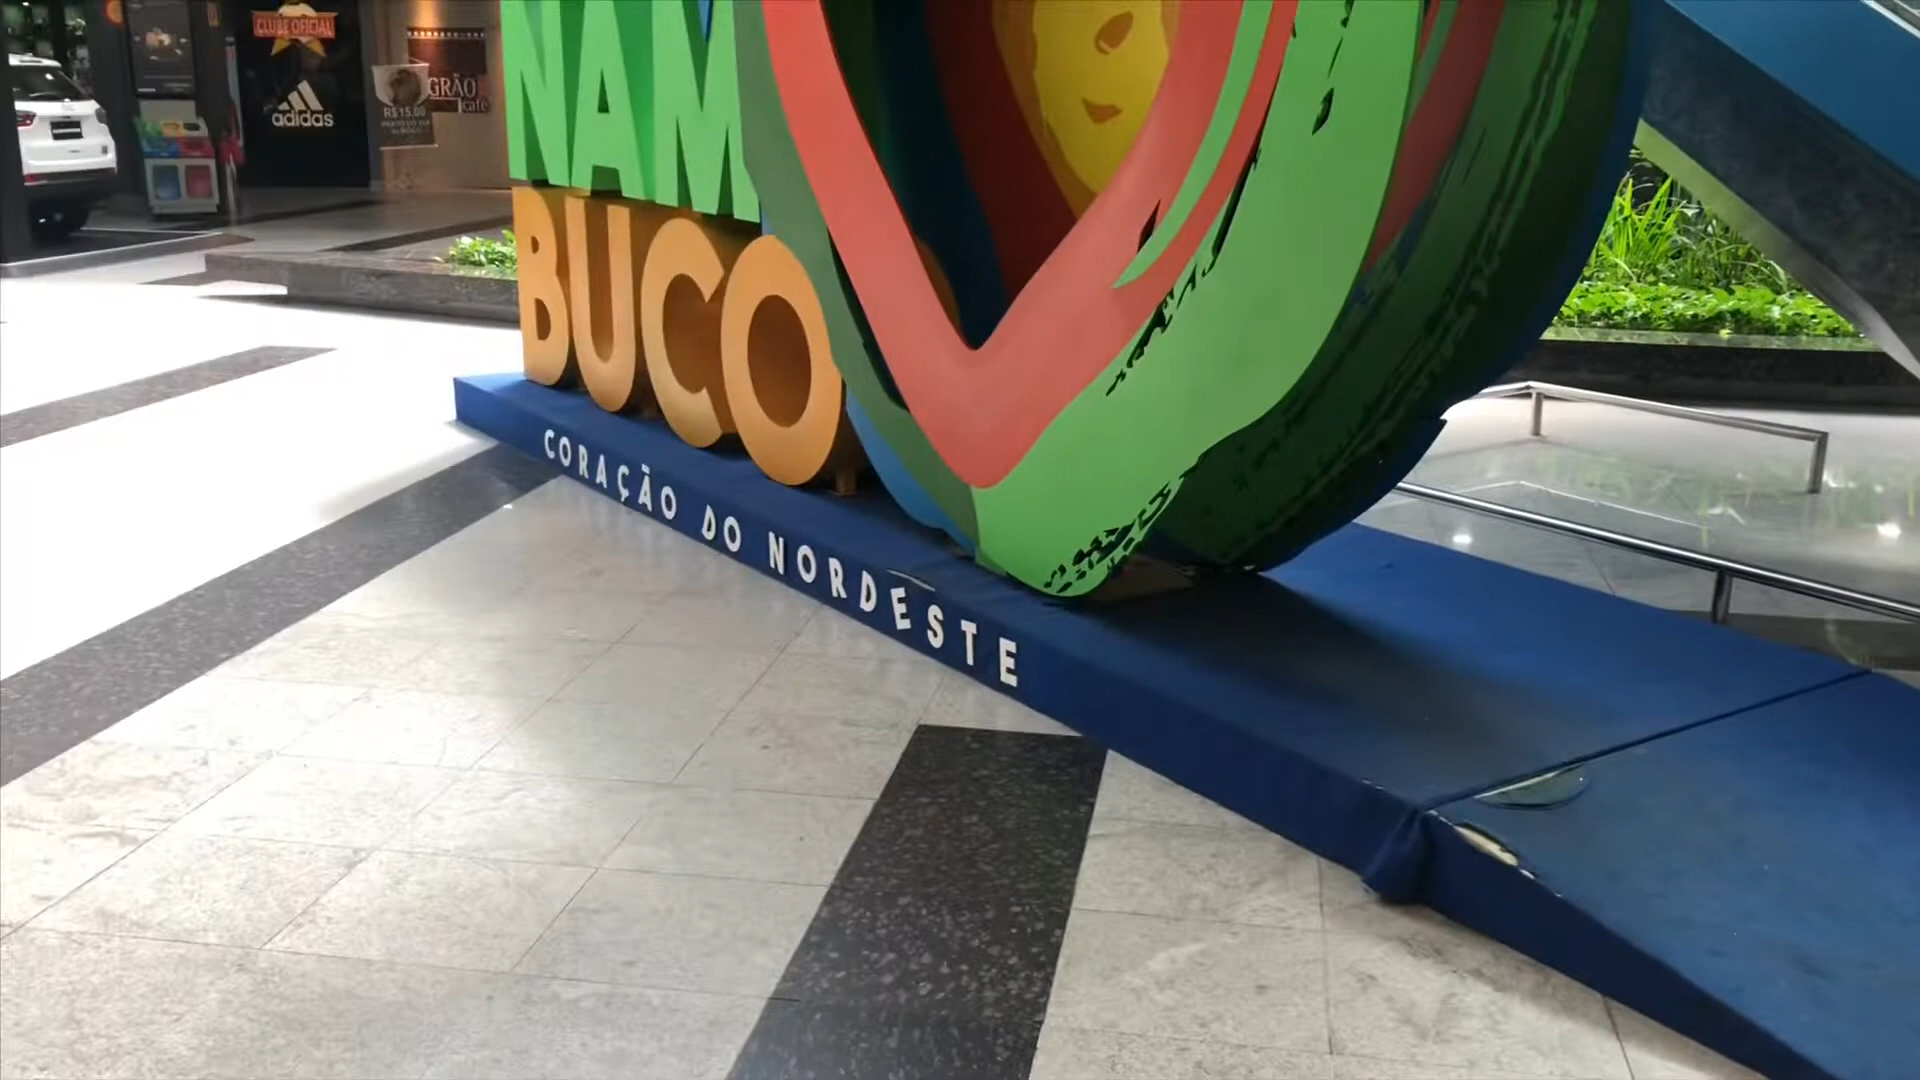 CLUBE OFICIAL
adidas
GRÃO
café
R$15,00
NAM
BUCO
CORAÇÃO DO NORDESTE